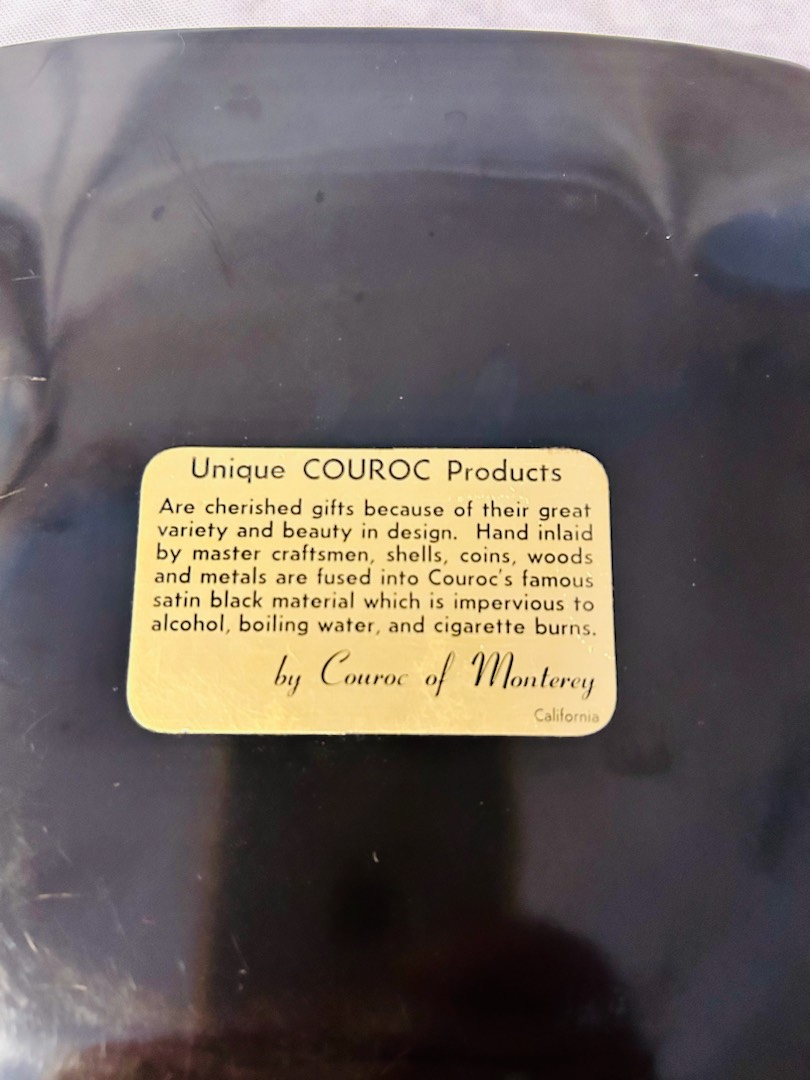 Unique COUROC Products
Are cherished gifts because of their great
variety and beauty in design. Hand inlaid
by master craftsmen, shells, coins, woods
and metals are fused into Couroc's famous
satin black material which is impervious to
alcohol, boiling water, and cigarette burns.
by Couroc of Monterey
California